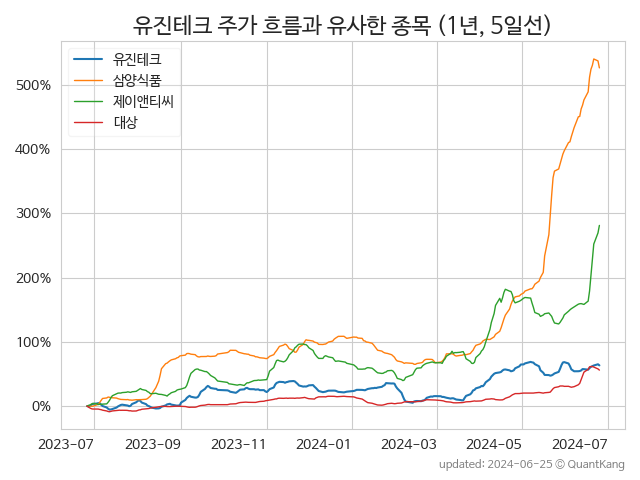 유진테크 주가 흐름과 유사한 종목 (1년, 5일선)
유진테크
삼양식품
제이앤티씨
대상
500%
400%
300%
200%
100%
0%
2023-07 2023-09 2023-11 2024-01 2024-03 2024-05 2024-07
updated: 2024-06-25 © QuantKang